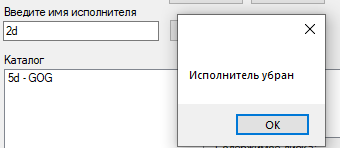 Введите имя исполнителя
2d
Каталог
5d - GOG
Исполнитель убран
OK